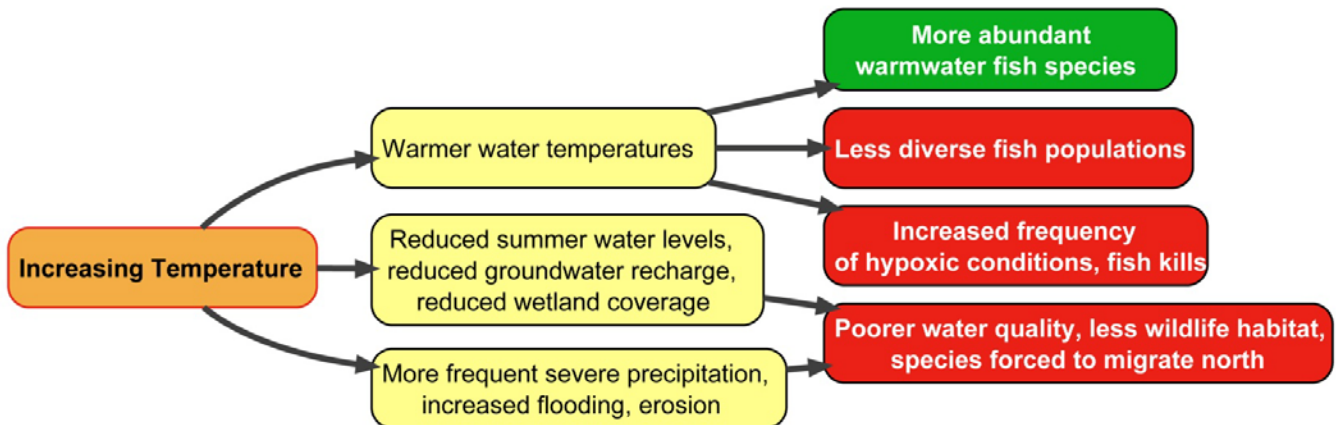 More abundant
warmwater fish species
Warmer water temperatures
Less diverse fish populations
Increased frequency
of hypoxic conditions, fish kills
Increasing Temperature
Reduced summer water levels,
reduced groundwater recharge,
reduced wetland coverage
Poorer water quality, less wildlife habitat,
species forced to migrate north
More frequent severe precipitation,
increased flooding, erosion